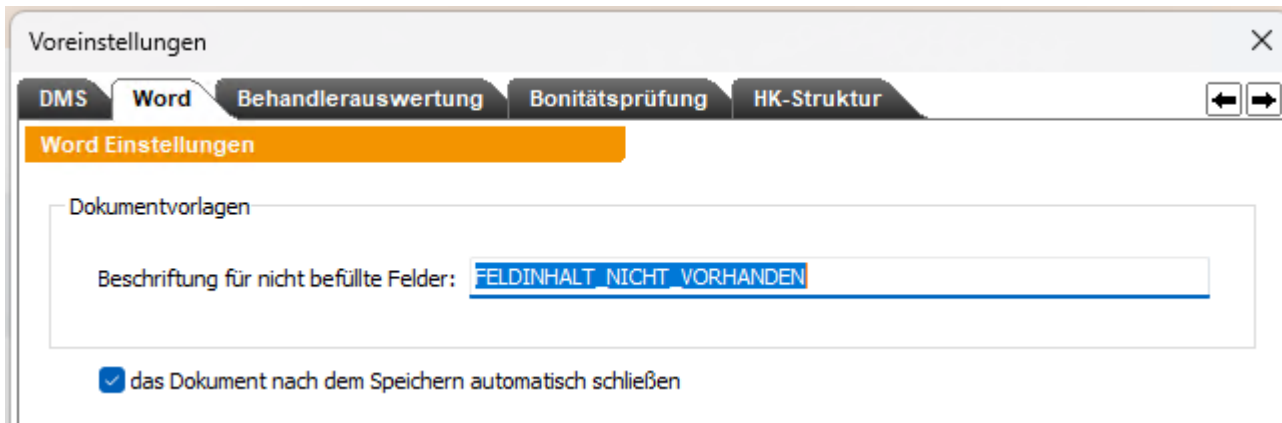 Voreinstellungen
DMS Word Behandlerauswertung Bonitätsprüfung HK-Struktur
Word Einstellungen
Dokumentvorlagen
Beschriftung für nicht befüllte Felder: FELDINHALT_NICHT_VORHANDEN
das Dokument nach dem Speichern automatisch schließen